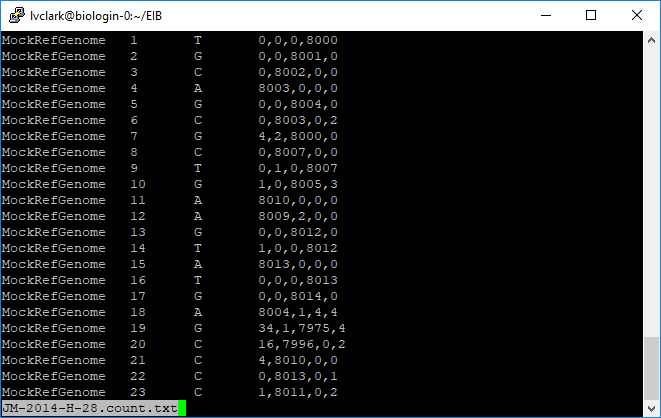 lvclark@biologin-0:~/EIB
MockRefGenome 1 T 0,0,0,8000
MockRefGenome 2 G 0,0,8001,0
MockRefGenome 3 C 0,8002,0,0
MockRefGenome 4 A 8003,0,0,0
MockRefGenome 5 G 0,0,8004,0
MockRefGenome 6 C 0,8003,0,2
MockRefGenome 7 G 4,2,8000,0
MockRefGenome 8 C 0,8007,0,0
MockRefGenome 9 T 0,1,0,8007
MockRefGenome 10 G 1,0,8005,3
MockRefGenome 11 A 8010,0,0,0
MockRefGenome 12 A 8009,2,0,0
MockRefGenome 13 G 0,0,8012,0
MockRefGenome 14 T 1,0,0,8012
MockRefGenome 15 A 8013,0,0,0
MockRefGenome 16 T 0,0,0,8013
MockRefGenome 17 G 0,0,8014,0
MockRefGenome 18 A 8004,1,4,4
MockRefGenome 19 G 34,1,7975,4
MockRefGenome 20 C 16,7996,0,2
MockRefGenome 21 C 4,8010,0,0
MockRefGenome 22 C 0,8013,0,1
MockRefGenome 23 C 1,8011,0,2
JM-2014-H-28.count.txt